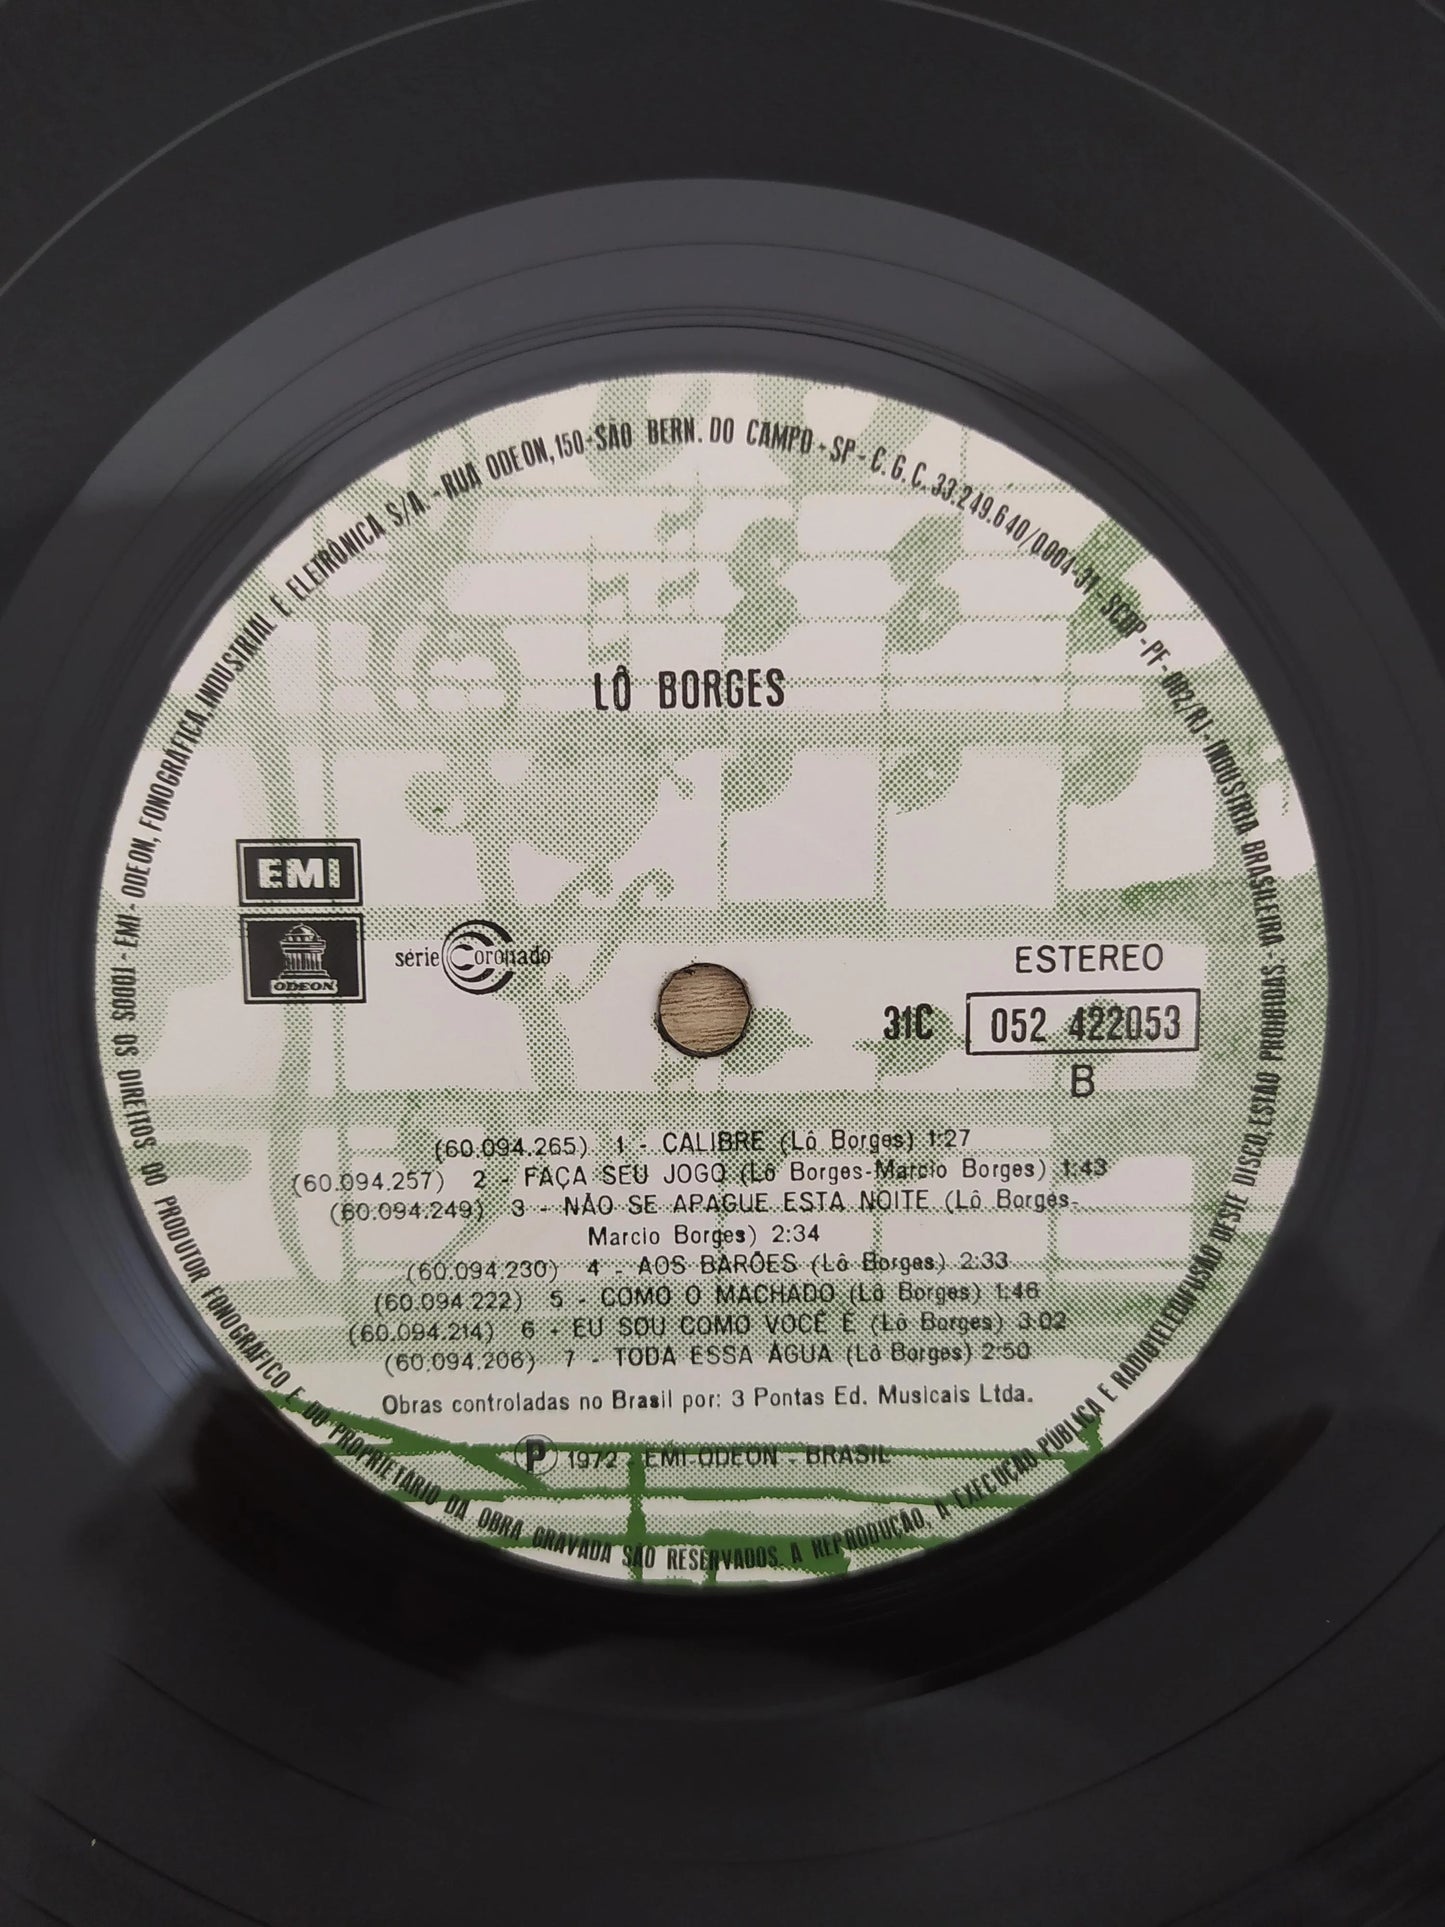 EMI - ODEON, FONOGRÁFICA, INDUSTRIAL E ELETRÔNICA S/A. - RUA ODEON, 150 - SÃO BERN. DO CAMPO - SP - C.G.C. 33.249.640/0004-31 - SCDP - PF - 002/RJ - INDÚSTRIA BRASILEIRA - TODOS OS DIREITOS DO PRODUTOR FONOGRÁFICO E DO PROPRIETÁRIO DA OBRA GRAVADA SÃO RESERVADOS. A REPRODUÇÃO, A EXECUÇÃO PÚBLICA E RADIOTELEDIFUSÃO DESTE DISCO, ESTÃO PROIBIDAS.
LÔ BORGES
EMI
ODEON
série Coronado
ESTEREO
31C 052 422053
B
(60.094.265) 1 - CALIBRE (Lô Borges) 1:27
(60.094.257) 2 - FAÇA SEU JOGO (Lô Borges-Marcio Borges) 1:43
(60.094.249) 3 - NÃO SE APAGUE ESTA NOITE (Lô Borges-
Marcio Borges) 2:34
(60.094.230) 4 - AOS BARÕES (Lô Borges) 2:33
(60.094.222) 5 - COMO O MACHADO (Lô Borges) 1:46
(60.094.214) 6 - EU SOU COMO VOCÊ É (Lô Borges) 3:02
(60.094.206) 7 - TODA ESSA ÁGUA (Lô Borges) 2:50
Obras controladas no Brasil por: 3 Pontas Ed. Musicais Ltda.
Ⓟ 1972 - EMI-ODEON - BRASIL